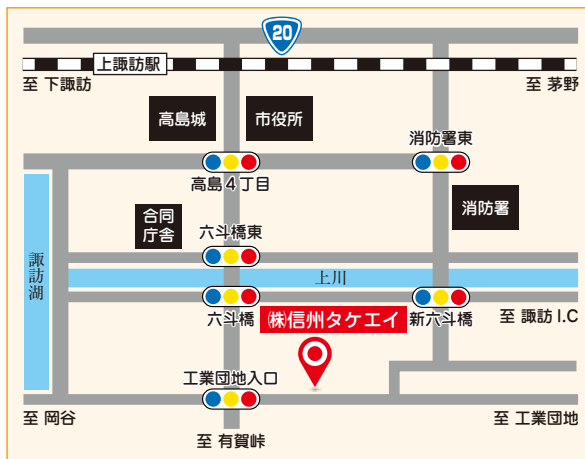 20
上諏訪駅
至 下諏訪
至 茅野
高島城
市役所
消防署東
高島4丁目
消防署
合同
庁舎
六斗橋東
諏訪湖
上川
六斗橋
㈱信州タケエイ
新六斗橋
至 諏訪 I.C
工業団地入口
至 岡谷
至 工業団地
至 有賀峠